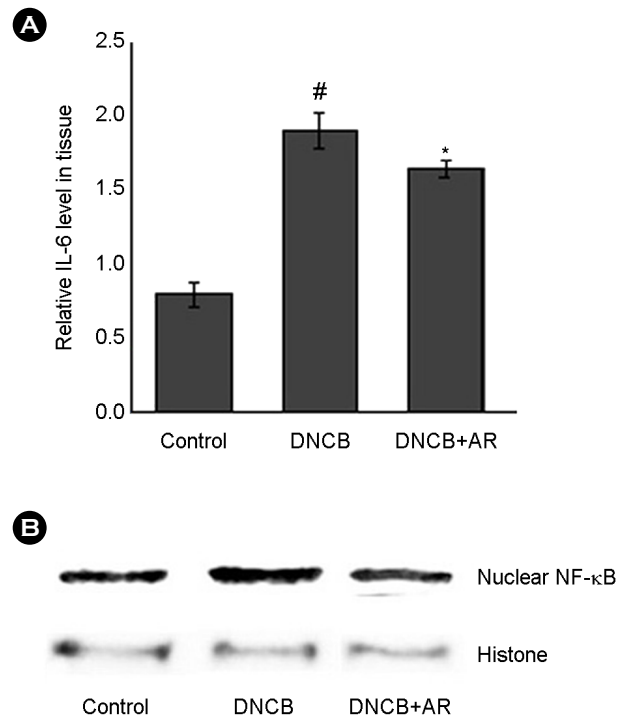 A
Relative IL-6 level in tissue
2.5
2.0
1.5
1.0
0.5
0.0
#
*
Control DNCB DNCB+AR
B
Nuclear NF-κB
Histone
Control DNCB DNCB+AR